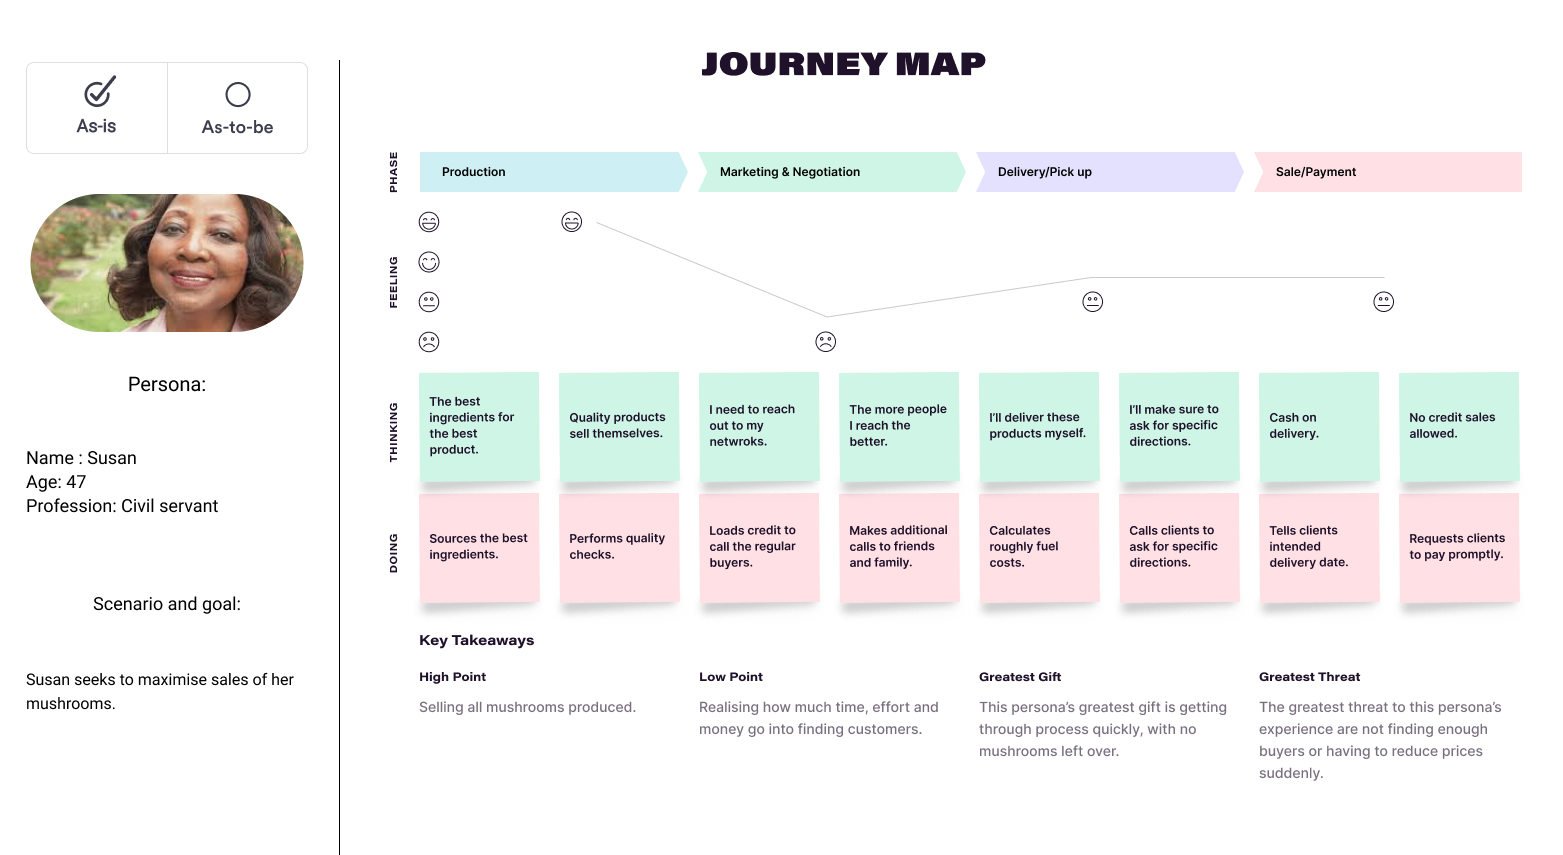 JOURNEY MAP
As-is
As-to-be
Persona:
Name : Susan
Age: 47
Profession: Civil servant
Scenario and goal:
Susan seeks to maximise sales of her
mushrooms.
PHASE
Production
Marketing & Negotiation
Delivery/Pick up
Sale/Payment
FEELING
THINKING
The best
ingredients for
the best
product.
Quality products
sell themselves.
I need to reach
out to my
netwroks.
The more people
I reach the
better.
I'll deliver these
products myself.
I'll make sure to
ask for specific
directions.
Cash on
delivery.
No credit sales
allowed.
DOING
Sources the best
ingredients.
Performs quality
checks.
Loads credit to
call the regular
buyers.
Makes additional
calls to friends
and family.
Calculates
roughly fuel
costs.
Calls clients to
ask for specific
directions.
Tells clients
intended
delivery date.
Requests clients
to pay promptly.
Key Takeaways
High Point
Selling all mushrooms produced.
Low Point
Realising how much time, effort and
money go into finding customers.
Greatest Gift
This persona's greatest gift is getting
through process quickly, with no
mushrooms left over.
Greatest Threat
The greatest threat to this persona's
experience are not finding enough
buyers or having to reduce prices
suddenly.